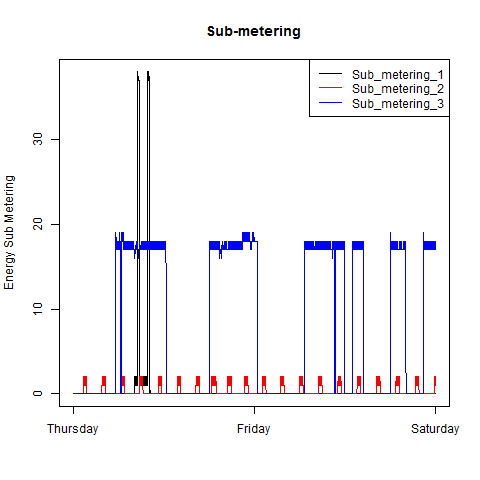 Sub-metering
Sub_metering_1
Sub_metering_2
Sub_metering_3
Energy Sub Metering
30
20
10
0
Thursday
Friday
Saturday